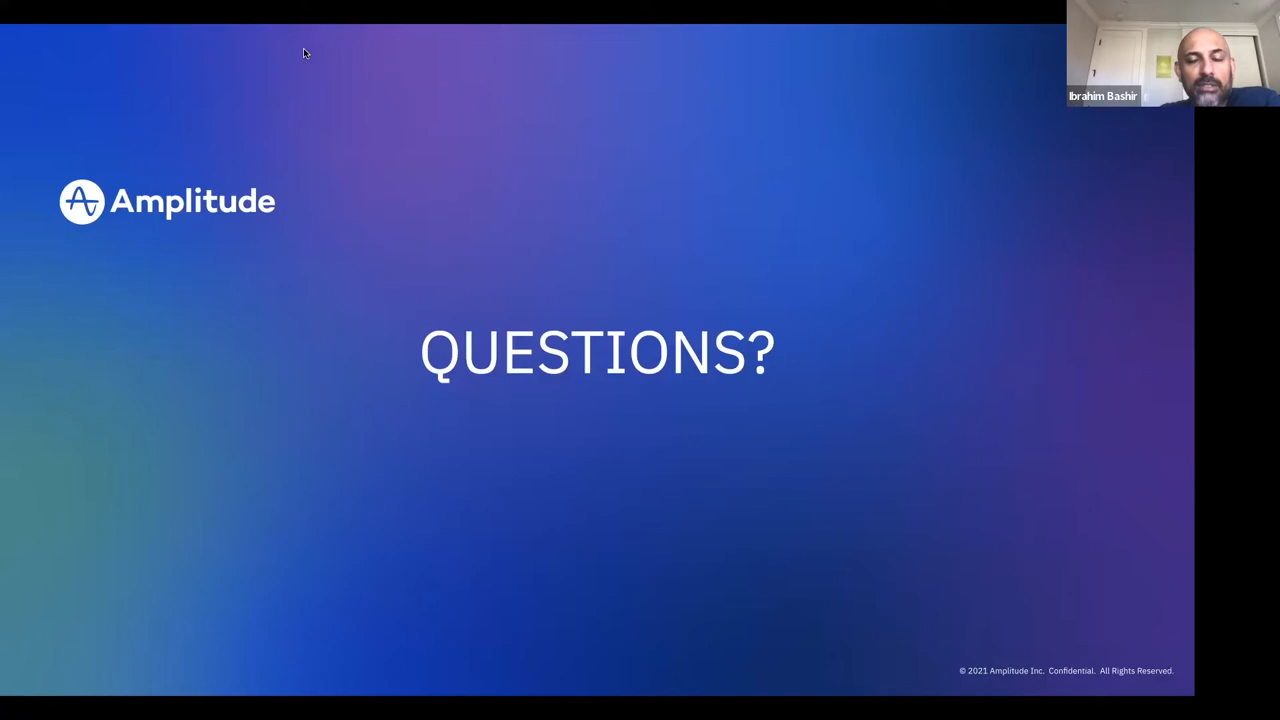 Ibrahim Bashir
Amplitude
QUESTIONS?
© 2021 Amplitude Inc. Confidential. All Rights Reserved.